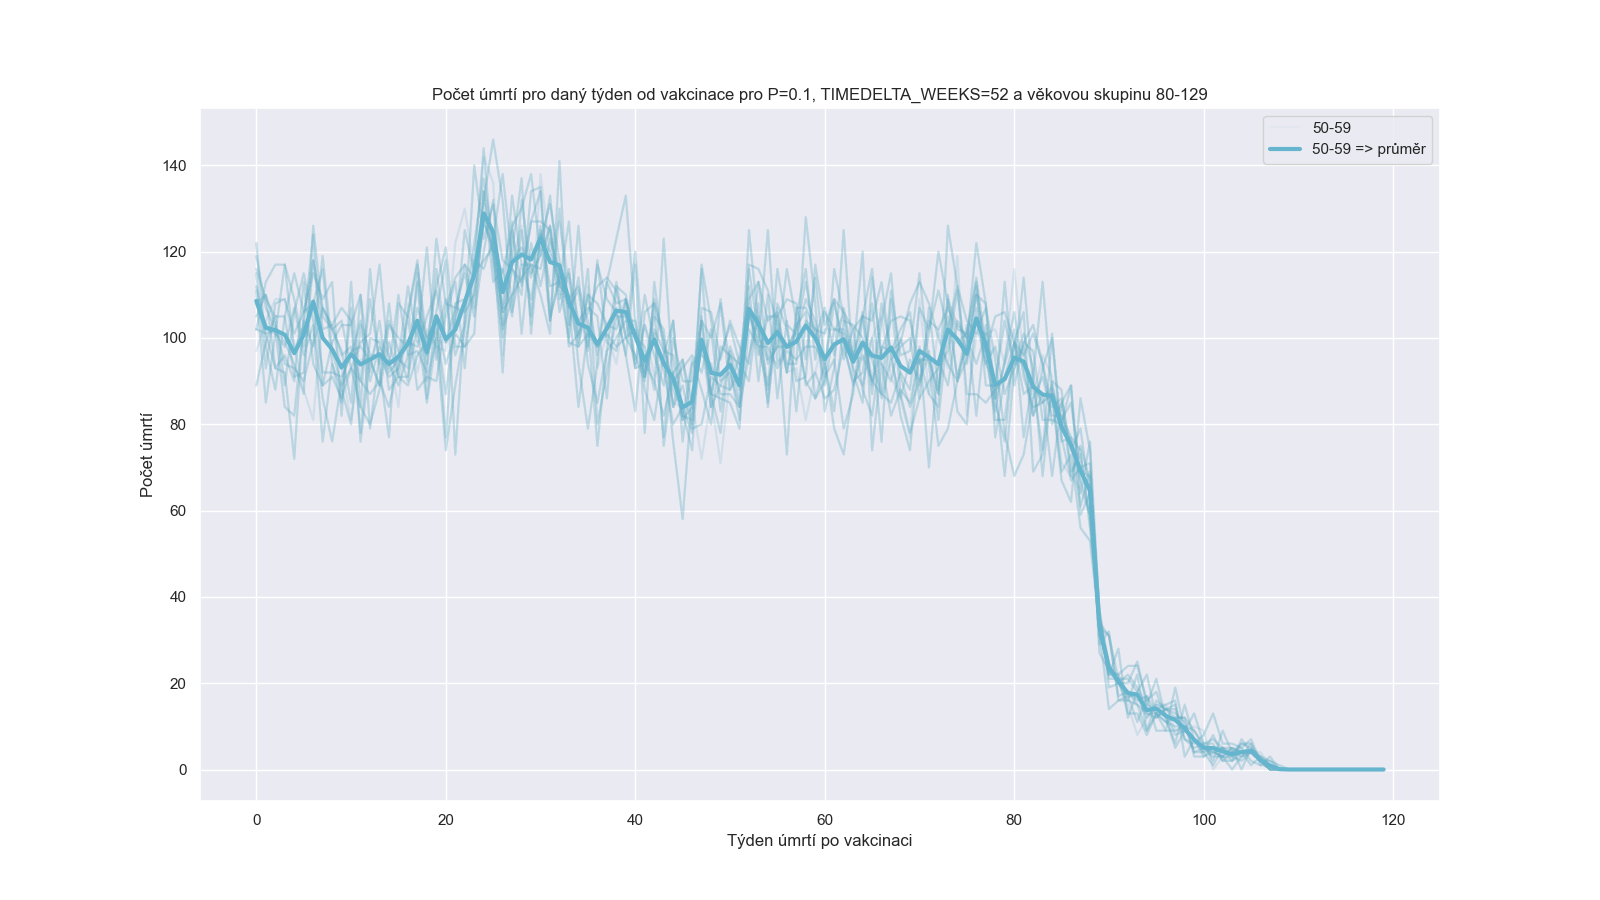 Počet úmrtí pro daný týden od vakcinace pro P=0.1, TIMEDELTA_WEEKS=52 a věkovou skupinu 80-129
50-59
50-59 => průměr
140
120
100
80
60
40
20
0
Počet úmrtí
0 20 40 60 80 100 120
Týden úmrtí po vakcinaci